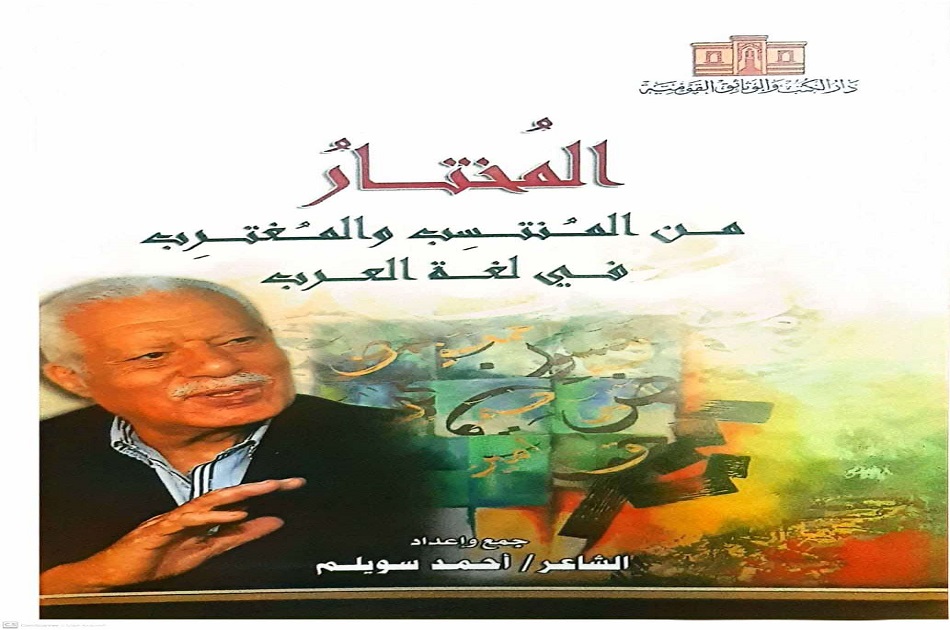 دار الكتب والوثائق القومية
المُختارُ
من المُنتسِب والمُغترِب
في لغة العرب
جمع وإعداد
الشاعر / أحمد سويلم